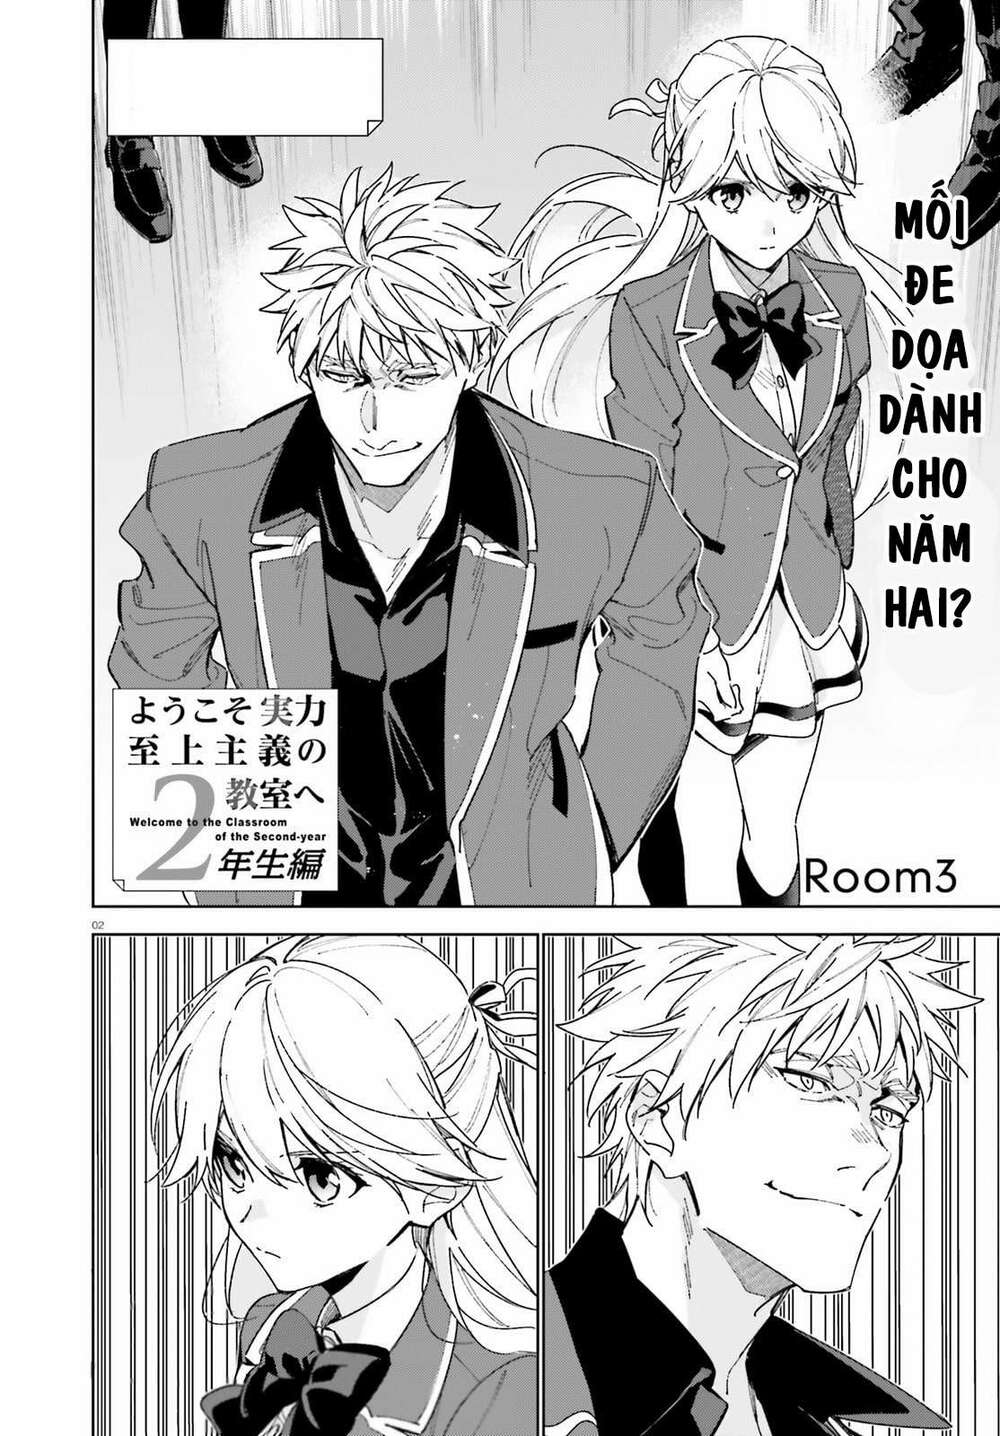 MỐI
ĐE
DỌA
DÀNH
CHO
NĂM
HAI?
ようこそ実力
至上主義の
教室へ
2
Welcome to the Classroom
of the Second-year
年生編
Room3
02